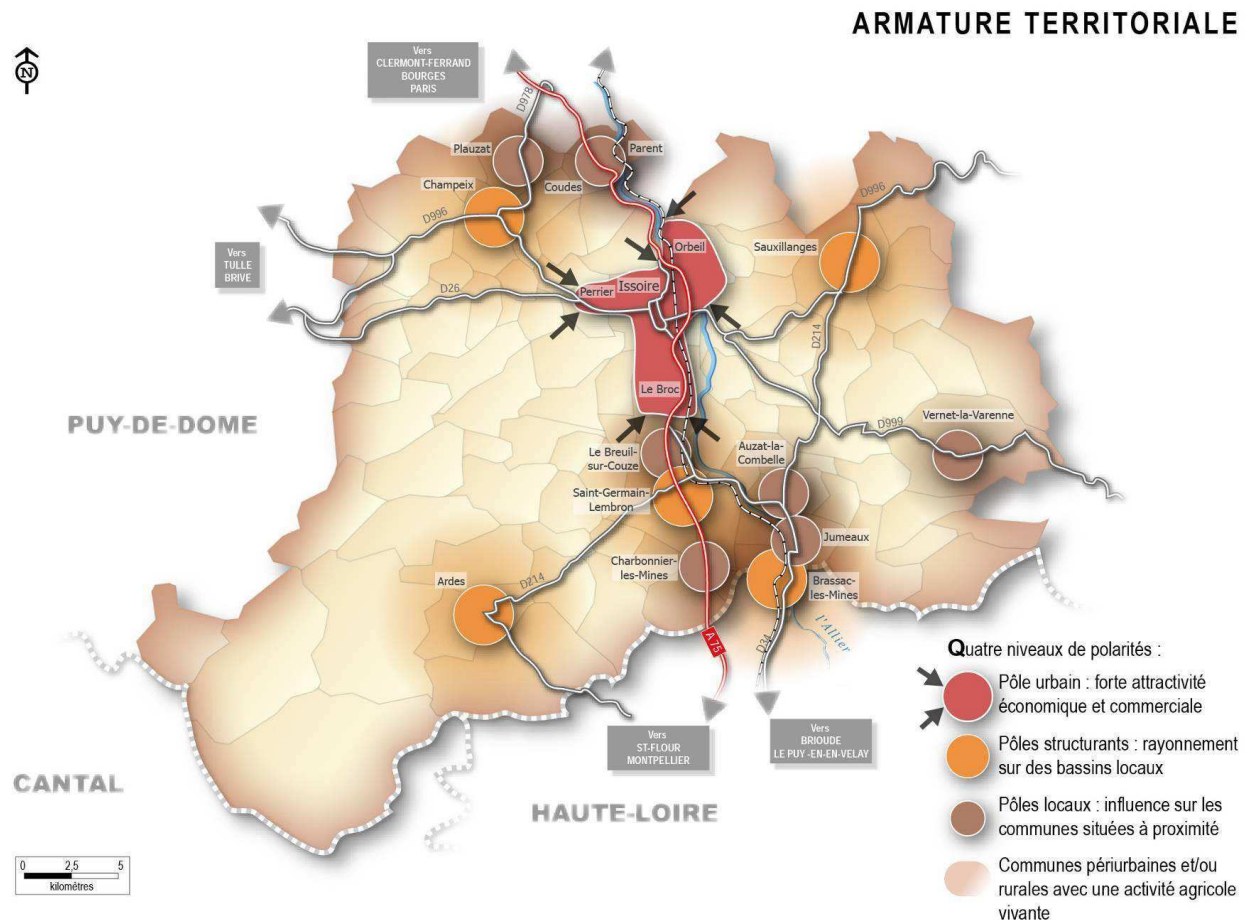 ARMATURE TERRITORIALE
N
Vers
CLERMONT-FERRAND
BOURGES
PARIS
D978
Plauzat
Parent
Champeix
Coudes
D996
D996
Vers
TULLE
BRIVE
Orbeil
Sauxillanges
Perrier
Issoire
D26
D214
Le Broc
PUY-DE-DOME
Vernet-la-Varenne
D999
Le Breuil-
sur-Couze
Auzat-la-
Combelle
Saint-Germain-
Lembron
Jumeaux
Charbonnier-
les-Mines
Brassac-
les-Mines
Ardes
D214
A 75
D34
l'Allier
Vers
ST-FLOUR
MONTPELLIER
Vers
BRIOUDE
LE PUY -EN-EN-VELAY
CANTAL
HAUTE-LOIRE
Quatre niveaux de polarités :
Pôle urbain : forte attractivité
économique et commerciale
Pôles structurants : rayonnement
sur des bassins locaux
Pôles locaux : influence sur les
communes situées à proximité
Communes périurbaines et/ou
rurales avec une activité agricole
vivante
0 2,5 5
kilomètres